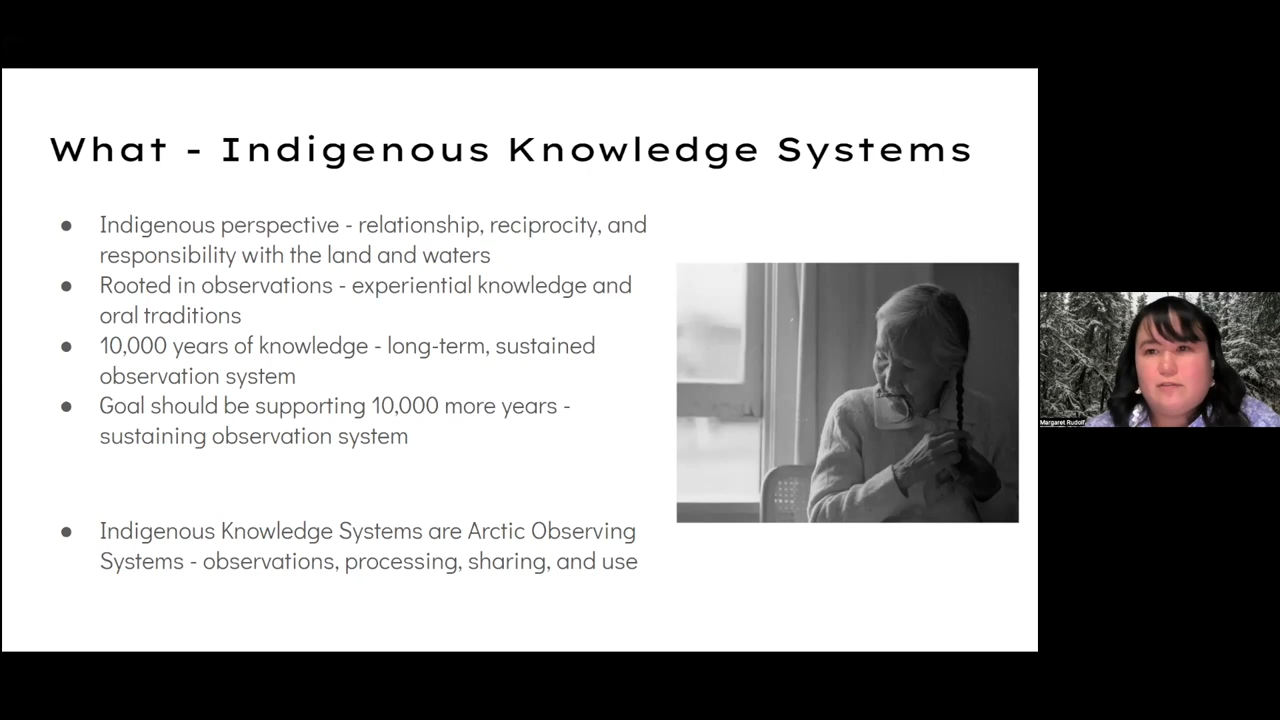 What - Indigenous Knowledge Systems
● Indigenous perspective - relationship, reciprocity, and
responsibility with the land and waters
● Rooted in observations - experiential knowledge and
oral traditions
● 10,000 years of knowledge - long-term, sustained
observation system
● Goal should be supporting 10,000 more years -
sustaining observation system
● Indigenous Knowledge Systems are Arctic Observing
Systems - observations, processing, sharing, and use
Margaret Rudolf